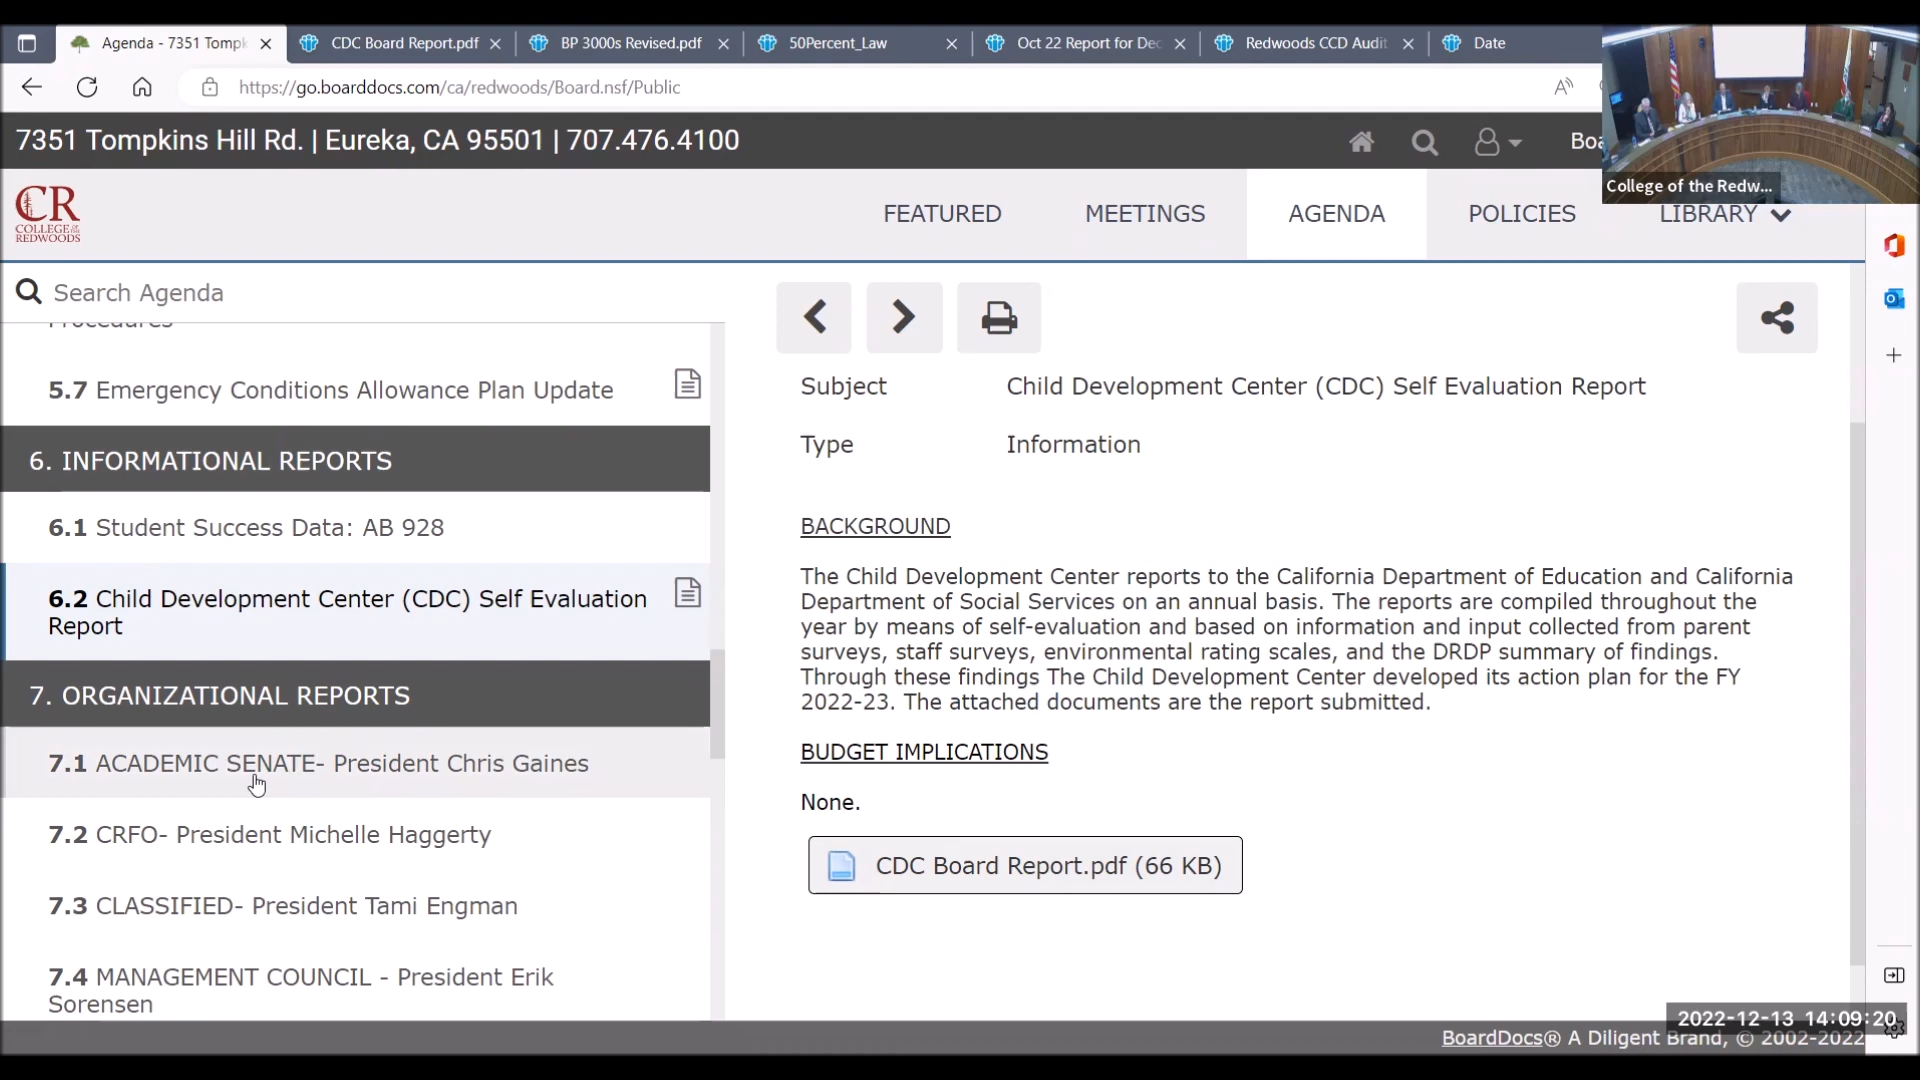 Agenda - 7351 Tompk
CDC Board Report.pdf
BP 3000s Revised.pdf
50Percent_Law
Oct 22 Report for Dec
Redwoods CCD Audit
Date
https://go.boarddocs.com/ca/redwoods/Board.nsf/Public
7351 Tompkins Hill Rd. | Eureka, CA 95501 | 707.476.4100
College of the Redw...
CR
COLLEGE OF THE
REDWOODS
FEATURED
MEETINGS
AGENDA
POLICIES
LIBRARY
Search Agenda
Procedures
5.7 Emergency Conditions Allowance Plan Update
6. INFORMATIONAL REPORTS
6.1 Student Success Data: AB 928
6.2 Child Development Center (CDC) Self Evaluation
Report
7. ORGANIZATIONAL REPORTS
7.1 ACADEMIC SENATE- President Chris Gaines
7.2 CRFO- President Michelle Haggerty
7.3 CLASSIFIED- President Tami Engman
7.4 MANAGEMENT COUNCIL - President Erik
Sorensen
Subject Child Development Center (CDC) Self Evaluation Report
Type Information
BACKGROUND
The Child Development Center reports to the California Department of Education and California
Department of Social Services on an annual basis. The reports are compiled throughout the
year by means of self-evaluation and based on information and input collected from parent
surveys, staff surveys, environmental rating scales, and the DRDP summary of findings.
Through these findings The Child Development Center developed its action plan for the FY
2022-23. The attached documents are the report submitted.
BUDGET IMPLICATIONS
None.
CDC Board Report.pdf (66 KB)
2022-12-13 14:09:20
BoardDocs® A Diligent Brand, © 2002-2022